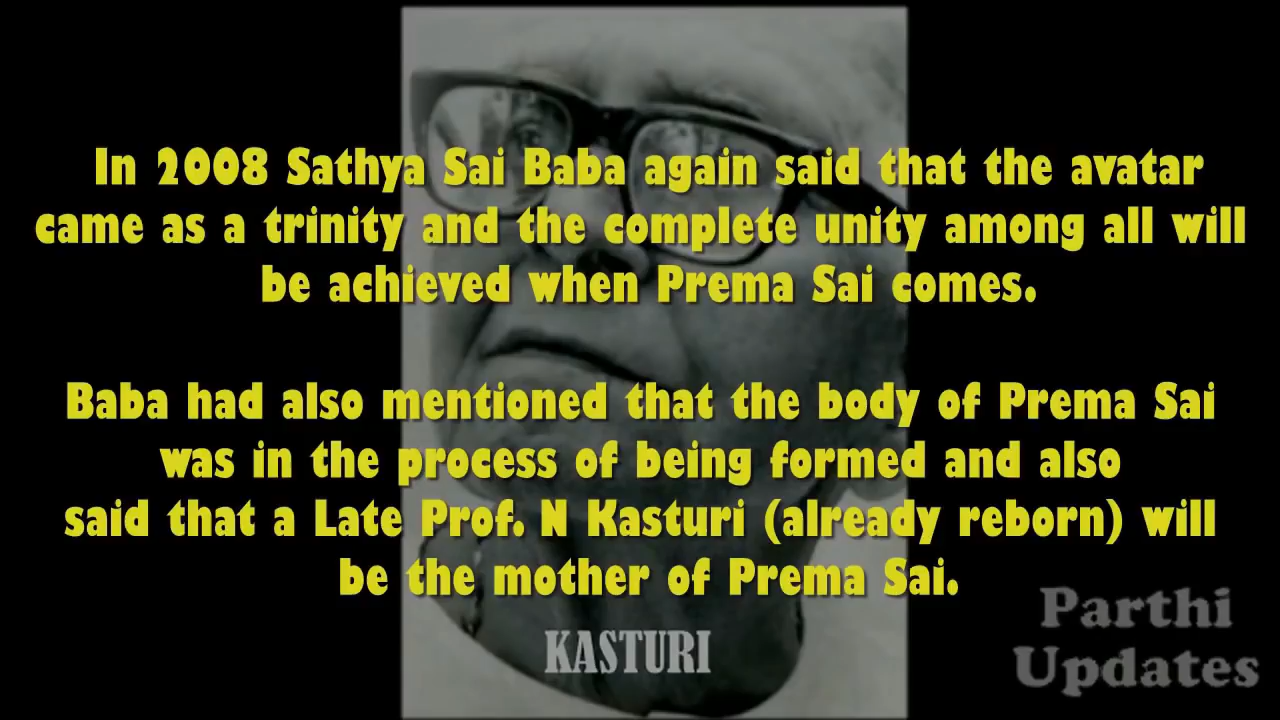 In 2008 Sathya Sai Baba again said that the avatar
came as a trinity and the complete unity among all will
be achieved when Prema Sai comes.
Baba had also mentioned that the body of Prema Sai
was in the process of being formed and also
said that a Late Prof. N Kasturi (already reborn) will
be the mother of Prema Sai.
KASTURI
Parthi
Updates